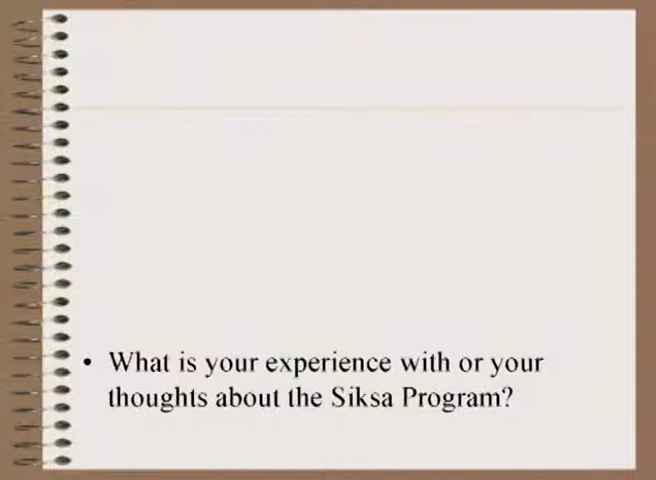 • What is your experience with or your
thoughts about the Siksa Program?